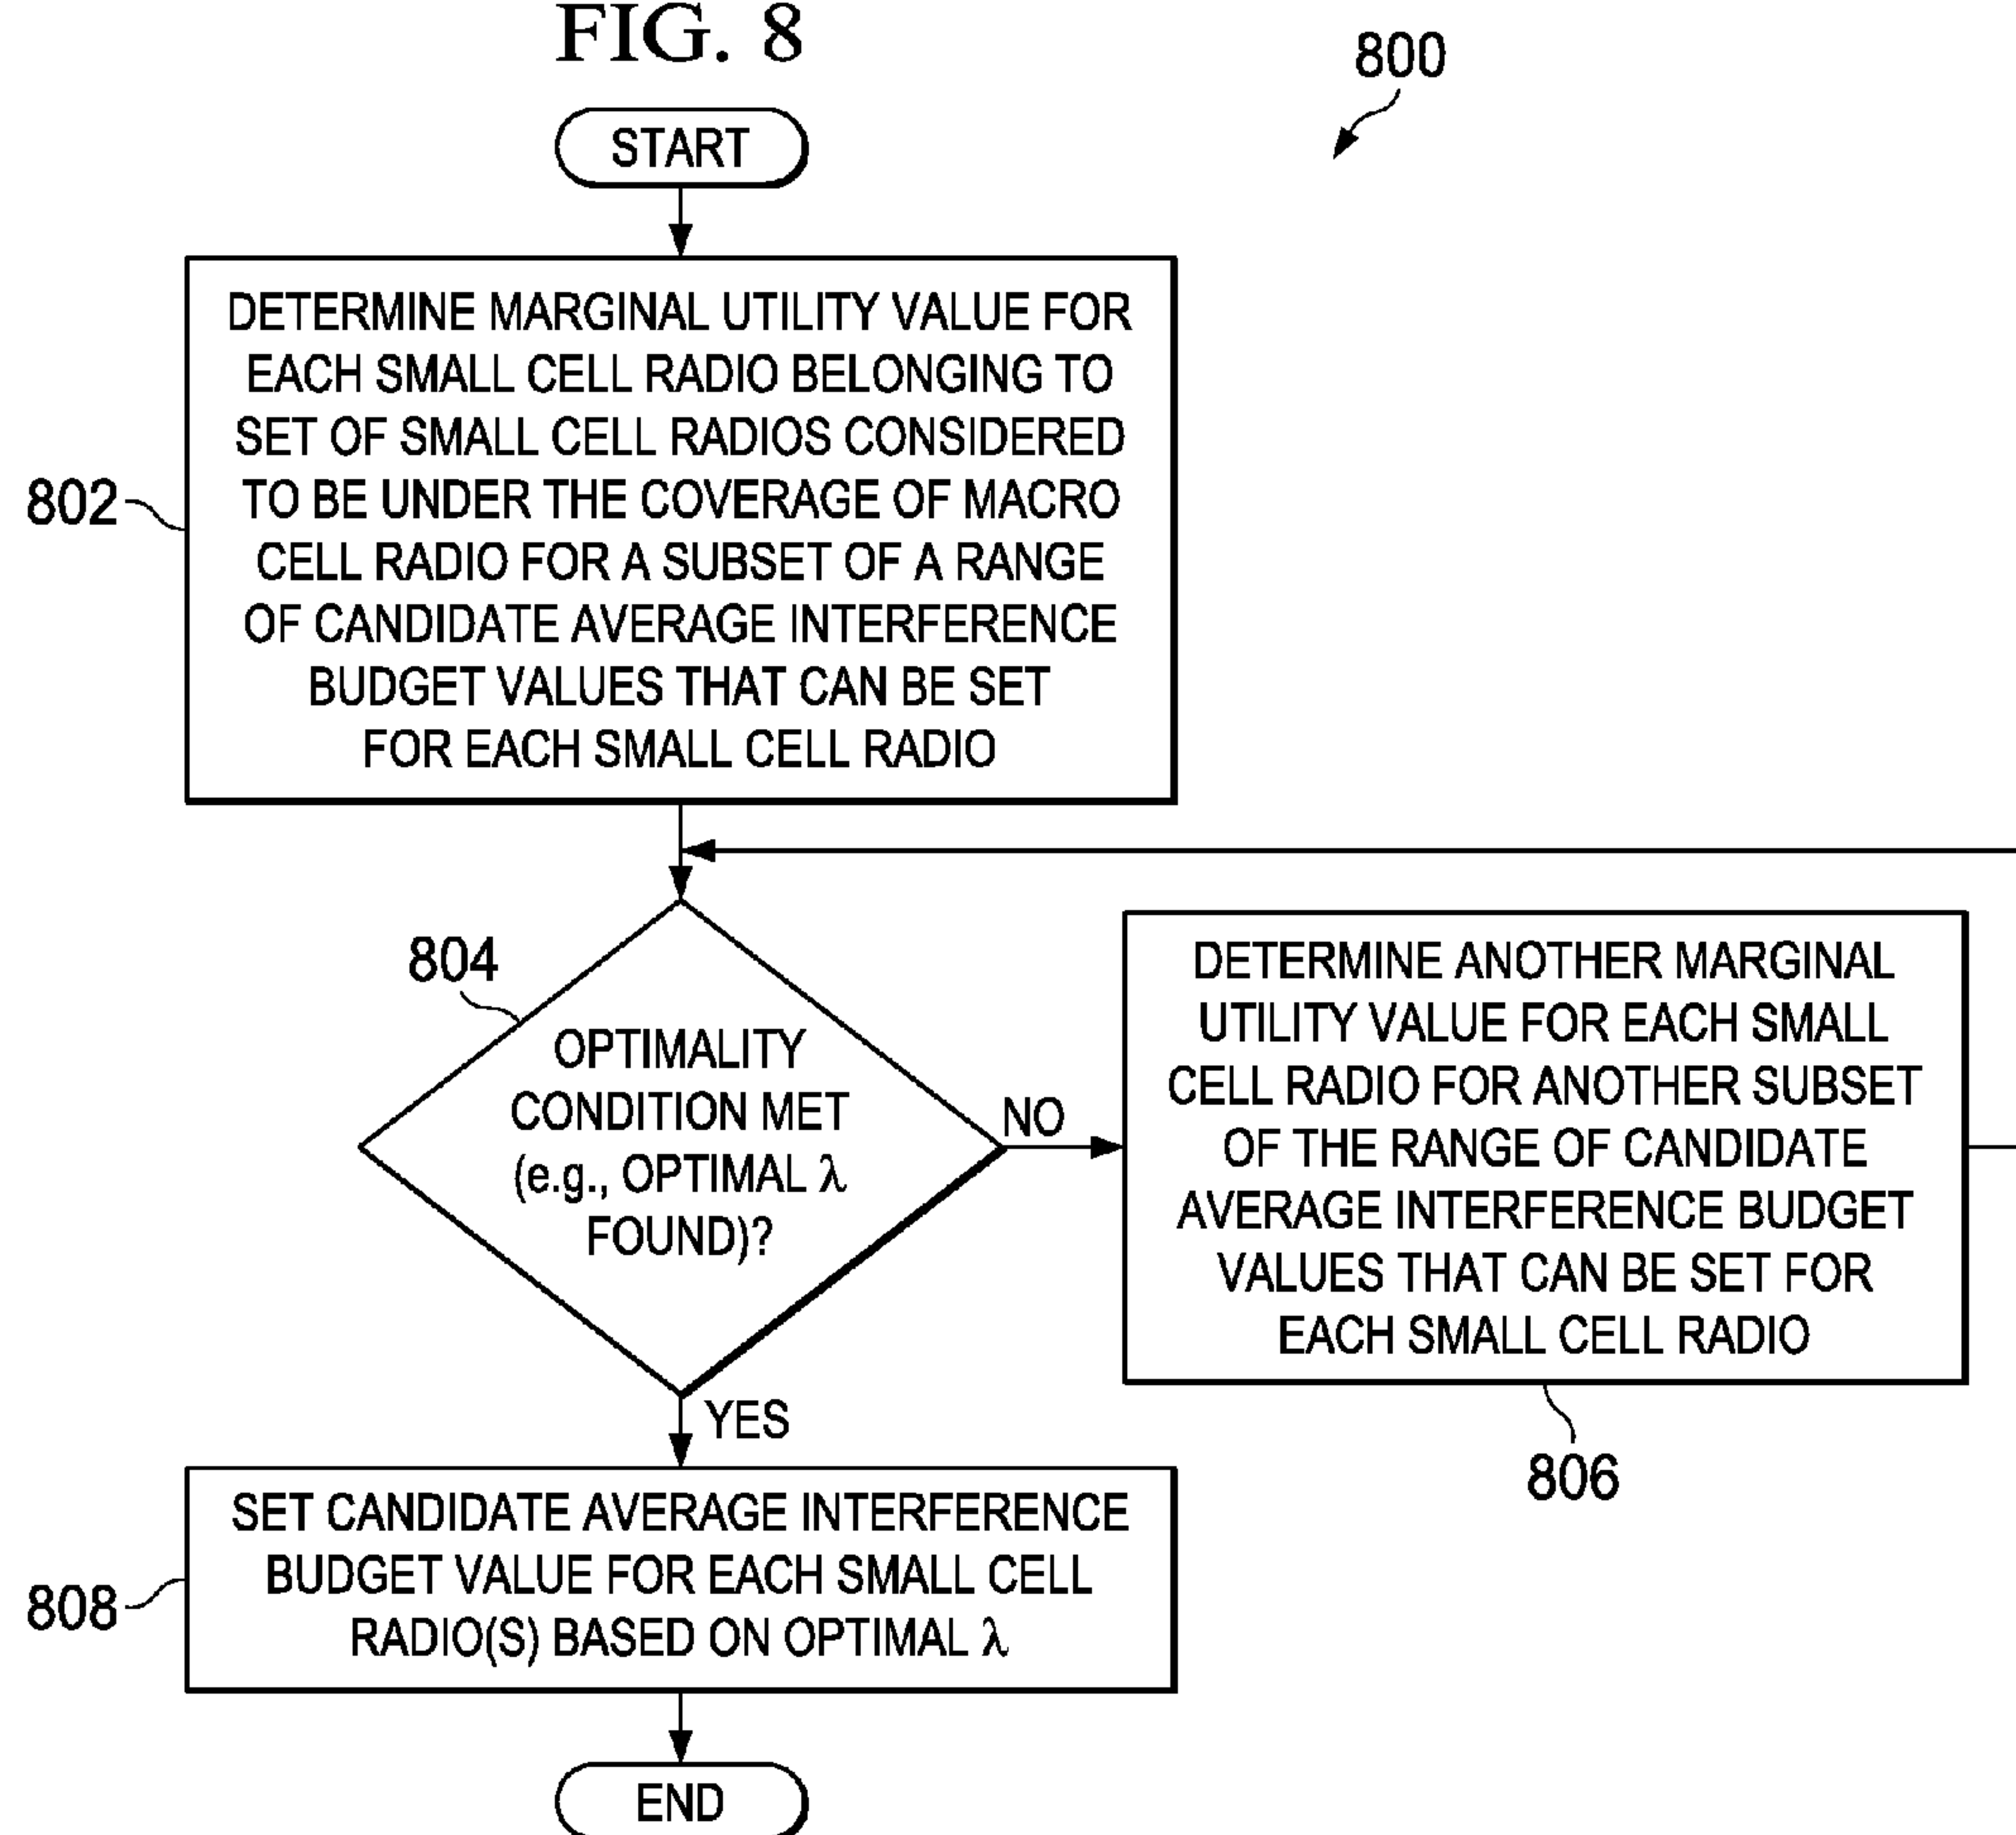 FIG. 8
800
START
802
DETERMINE MARGINAL UTILITY VALUE FOR
EACH SMALL CELL RADIO BELONGING TO
SET OF SMALL CELL RADIOS CONSIDERED
TO BE UNDER THE COVERAGE OF MACRO
CELL RADIO FOR A SUBSET OF A RANGE
OF CANDIDATE AVERAGE INTERFERENCE
BUDGET VALUES THAT CAN BE SET
FOR EACH SMALL CELL RADIO
804
OPTIMALITY
CONDITION MET
(e.g., OPTIMAL λ
FOUND)?
NO
DETERMINE ANOTHER MARGINAL
UTILITY VALUE FOR EACH SMALL
CELL RADIO FOR ANOTHER SUBSET
OF THE RANGE OF CANDIDATE
AVERAGE INTERFERENCE BUDGET
VALUES THAT CAN BE SET FOR
EACH SMALL CELL RADIO
806
YES
808
SET CANDIDATE AVERAGE INTERFERENCE
BUDGET VALUE FOR EACH SMALL CELL
RADIO(S) BASED ON OPTIMAL λ
END